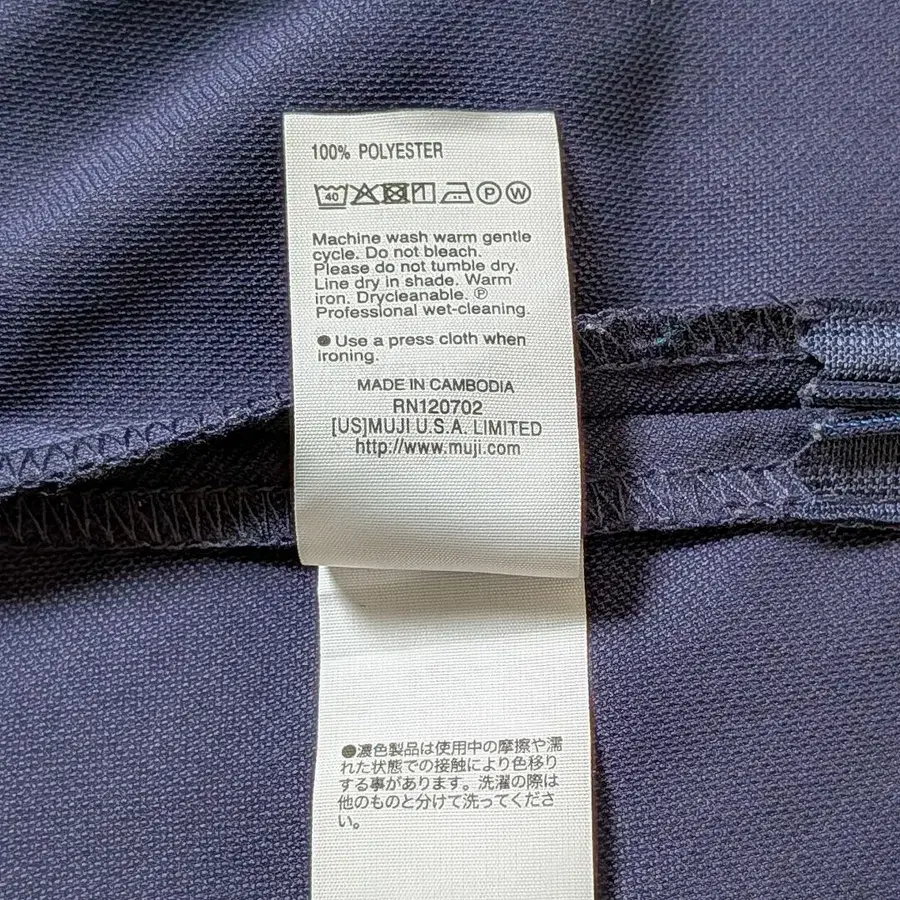 100% POLYESTER
40 P W
Machine wash warm gentle
cycle. Do not bleach.
Please do not tumble dry.
Line dry in shade. Warm
iron. Drycleanable. Ⓟ
Professional wet-cleaning.
●Use a press cloth when
ironing.
MADE IN CAMBODIA
RN120702
[US]MUJI U.S.A. LIMITED
http://www.muji.com
●濃色製品は使用中の摩擦や濡
れた状態での接触により色移り
する事があります。洗濯の際は
他のものと分けて洗ってくださ
い。